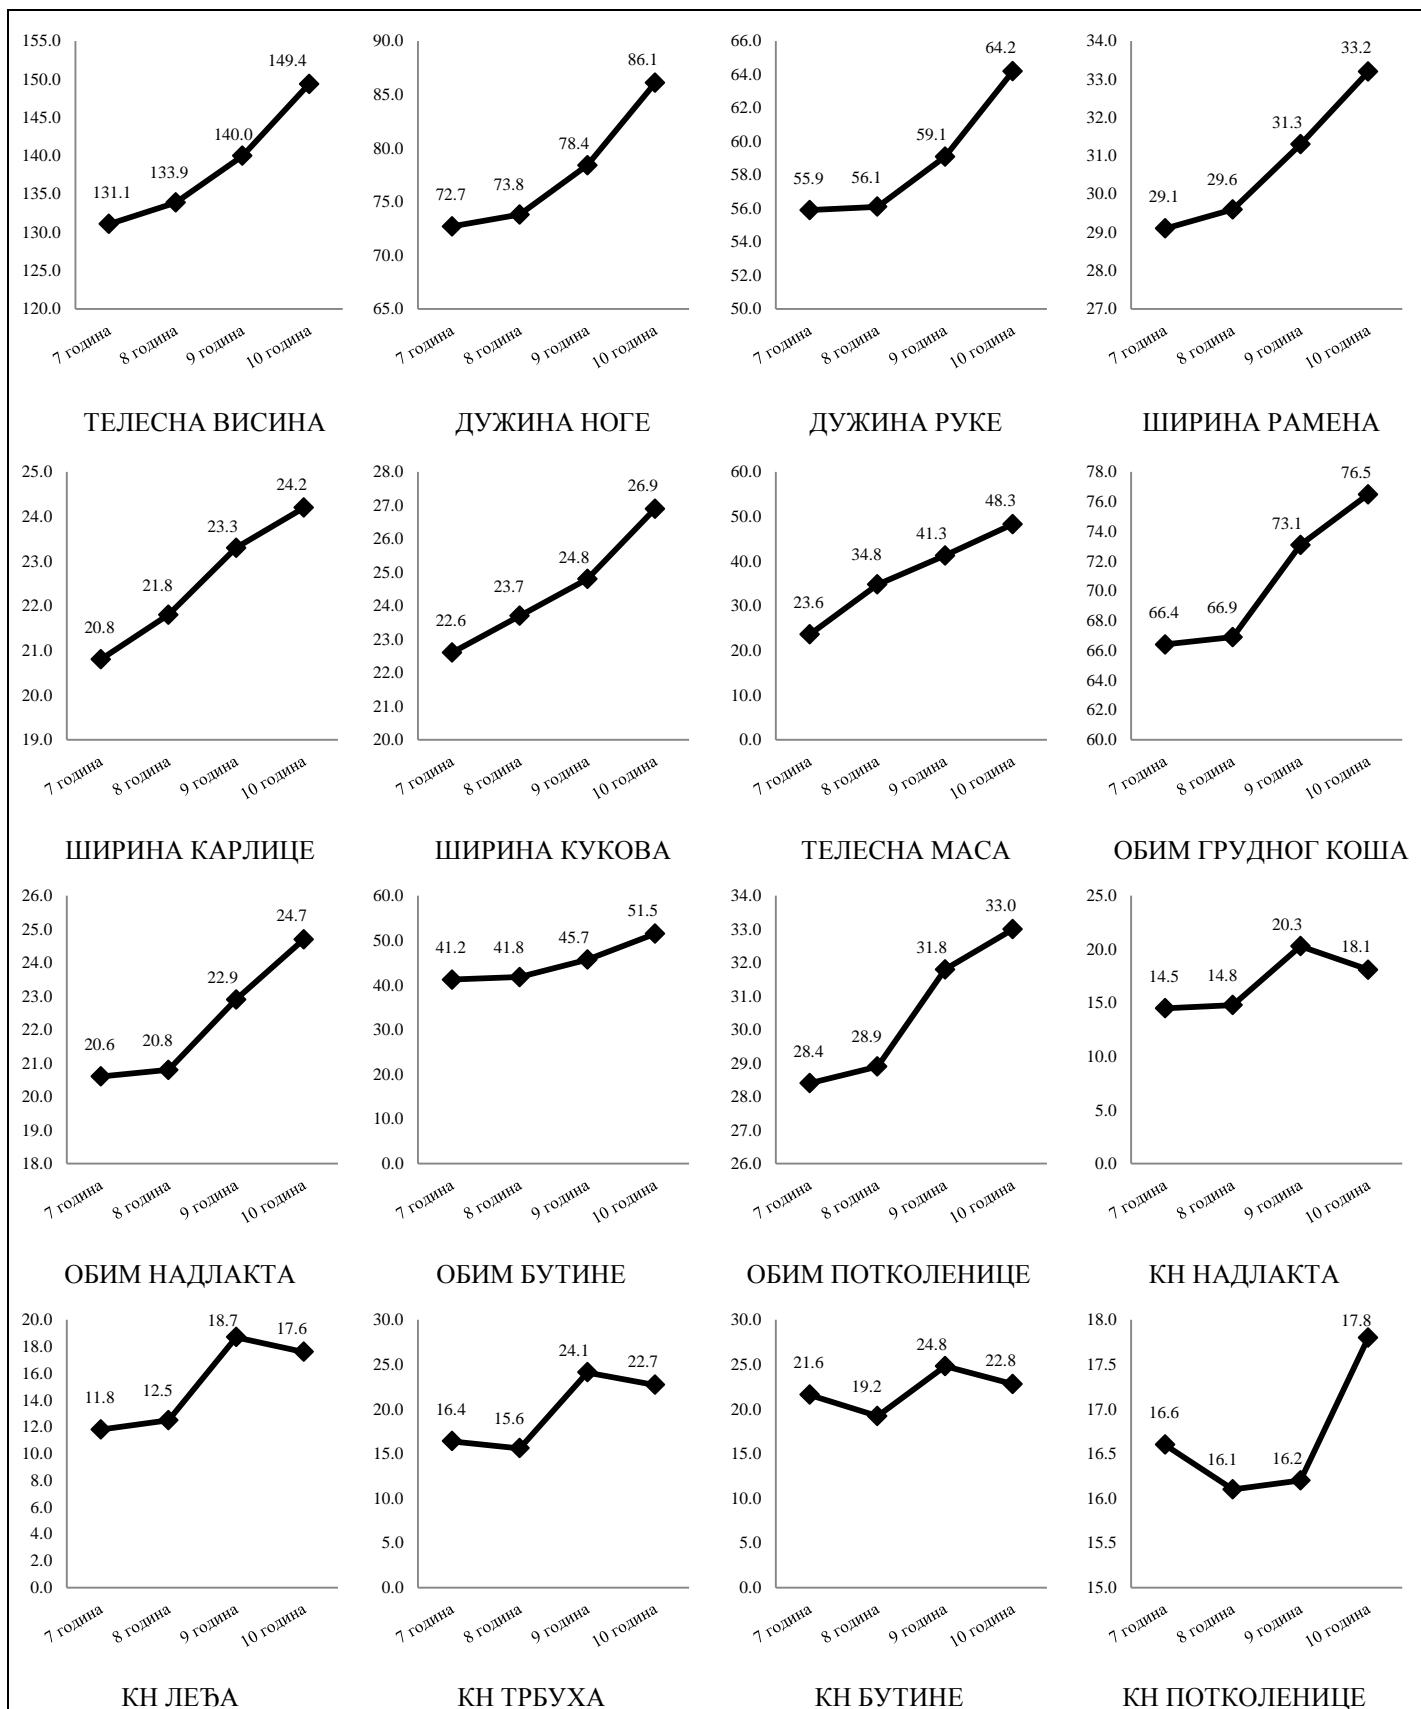 155.0
150.0
145.0
140.0
135.0
130.0
125.0
120.0
131.1
133.9
140.0
149.4
7 година
8 година
9 година
10 година
ТЕЛЕСНА ВИСИНА
90.0
85.0
80.0
75.0
70.0
65.0
72.7
73.8
78.4
86.1
7 година
8 година
9 година
10 година
ДУЖИНА НОГЕ
66.0
64.0
62.0
60.0
58.0
56.0
54.0
52.0
50.0
55.9
56.1
59.1
64.2
7 година
8 година
9 година
10 година
ДУЖИНА РУКЕ
34.0
33.0
32.0
31.0
30.0
29.0
28.0
27.0
29.1
29.6
31.3
33.2
7 година
8 година
9 година
10 година
ШИРИНА РАМЕНА
25.0
24.0
23.0
22.0
21.0
20.0
19.0
20.8
21.8
23.3
24.2
7 година
8 година
9 година
10 година
ШИРИНА КАРЛИЦЕ
28.0
27.0
26.0
25.0
24.0
23.0
22.0
21.0
20.0
22.6
23.7
24.8
26.9
7 година
8 година
9 година
10 година
ШИРИНА КУКОВА
60.0
50.0
40.0
30.0
20.0
10.0
0.0
23.6
34.8
41.3
48.3
7 година
8 година
9 година
10 година
ТЕЛЕСНА МАСА
78.0
76.0
74.0
72.0
70.0
68.0
66.0
64.0
62.0
60.0
66.4
66.9
73.1
76.5
7 година
8 година
9 година
10 година
ОБИМ ГРУДНОГ КОША
26.0
25.0
24.0
23.0
22.0
21.0
20.0
19.0
18.0
20.6
20.8
22.9
24.7
7 година
8 година
9 година
10 година
ОБИМ НАДЛАКТА
60.0
50.0
40.0
30.0
20.0
10.0
0.0
41.2
41.8
45.7
51.5
7 година
8 година
9 година
10 година
ОБИМ БУТИНЕ
34.0
33.0
32.0
31.0
30.0
29.0
28.0
27.0
26.0
28.4
28.9
31.8
33.0
7 година
8 година
9 година
10 година
ОБИМ ПОТКОЛЕНИЦЕ
25.0
20.0
15.0
10.0
5.0
0.0
14.5
14.8
20.3
18.1
7 година
8 година
9 година
10 година
КН НАДЛАКТА
20.0
18.0
16.0
14.0
12.0
10.0
8.0
6.0
4.0
2.0
0.0
11.8
12.5
18.7
17.6
7 година
8 година
9 година
10 година
КН ЛЕЂА
30.0
25.0
20.0
15.0
10.0
5.0
0.0
16.4
15.6
24.1
22.7
7 година
8 година
9 година
10 година
КН ТРБУХА
30.0
25.0
20.0
15.0
10.0
5.0
0.0
21.6
19.2
24.8
22.8
7 година
8 година
9 година
10 година
КН БУТИНЕ
18.0
17.5
17.0
16.5
16.0
15.5
15.0
16.6
16.1
16.2
17.8
7 година
8 година
9 година
10 година
КН ПОТКОЛЕНИЦЕ